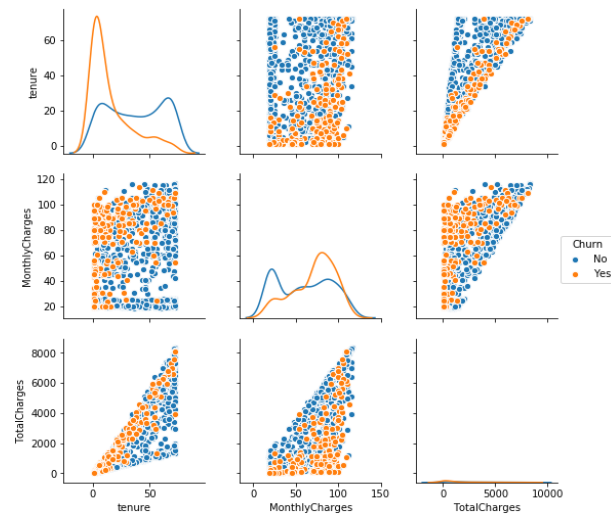 tenure
60
40
20
0
MonthlyCharges
120
100
80
60
40
20
Churn
No
Yes
TotalCharges
8000
6000
4000
2000
0
0 50
tenure
0 50 100 150
MonthlyCharges
0 5000 10000
TotalCharges